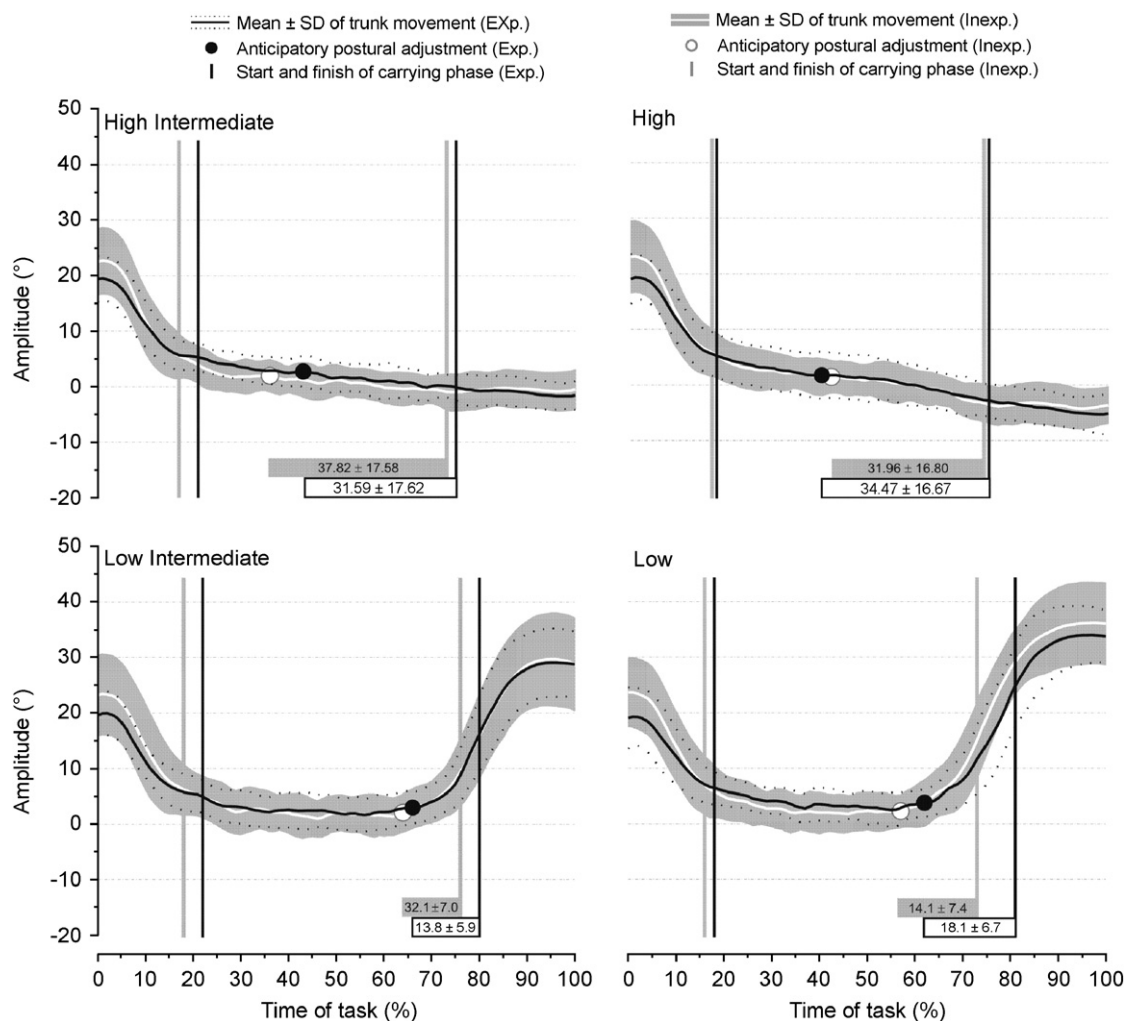 Mean ± SD of trunk movement (EXp.)
Anticipatory postural adjustment (Exp.)
Start and finish of carrying phase (Exp.)
Mean ± SD of trunk movement (Inexp.)
Anticipatory postural adjustment (Inexp.)
Start and finish of carrying phase (Inexp.)
High Intermediate
50
40
30
20
10
0
-10
-20
Amplitude (°)
37.82 ± 17.58
31.59 ± 17.62
High
31.96 ± 16.80
34.47 ± 16.67
Low Intermediate
50
40
30
20
10
0
-10
-20
Amplitude (°)
32.1±7.0
13.8 ± 5.9
0 10 20 30 40 50 60 70 80 90 100
Time of task (%)
Low
14.1 ± 7.4
18.1 ± 6.7
0 10 20 30 40 50 60 70 80 90 100
Time of task (%)